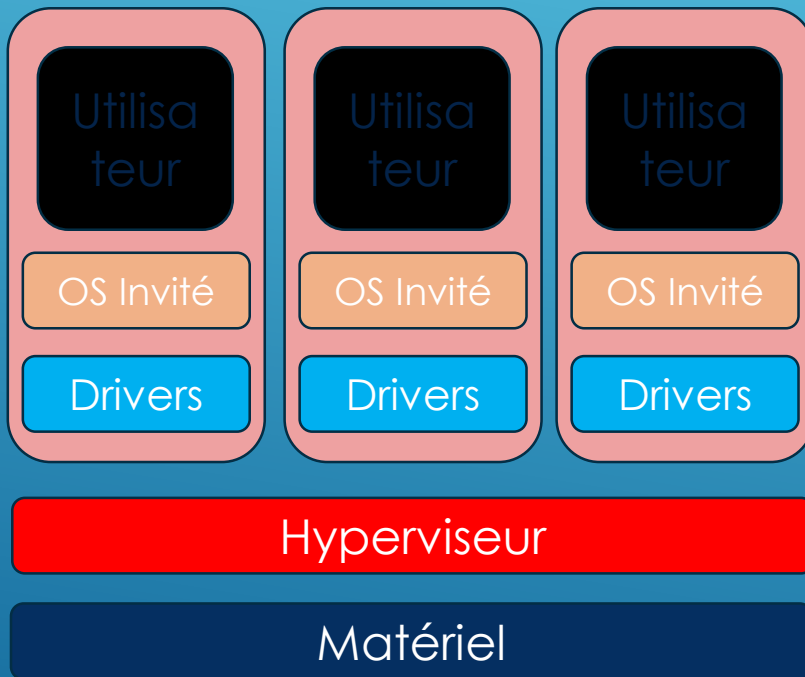 Utilisa
teur
Utilisa
teur
Utilisa
teur
OS Invité
OS Invité
OS Invité
Drivers
Drivers
Drivers
Hyperviseur
Matériel